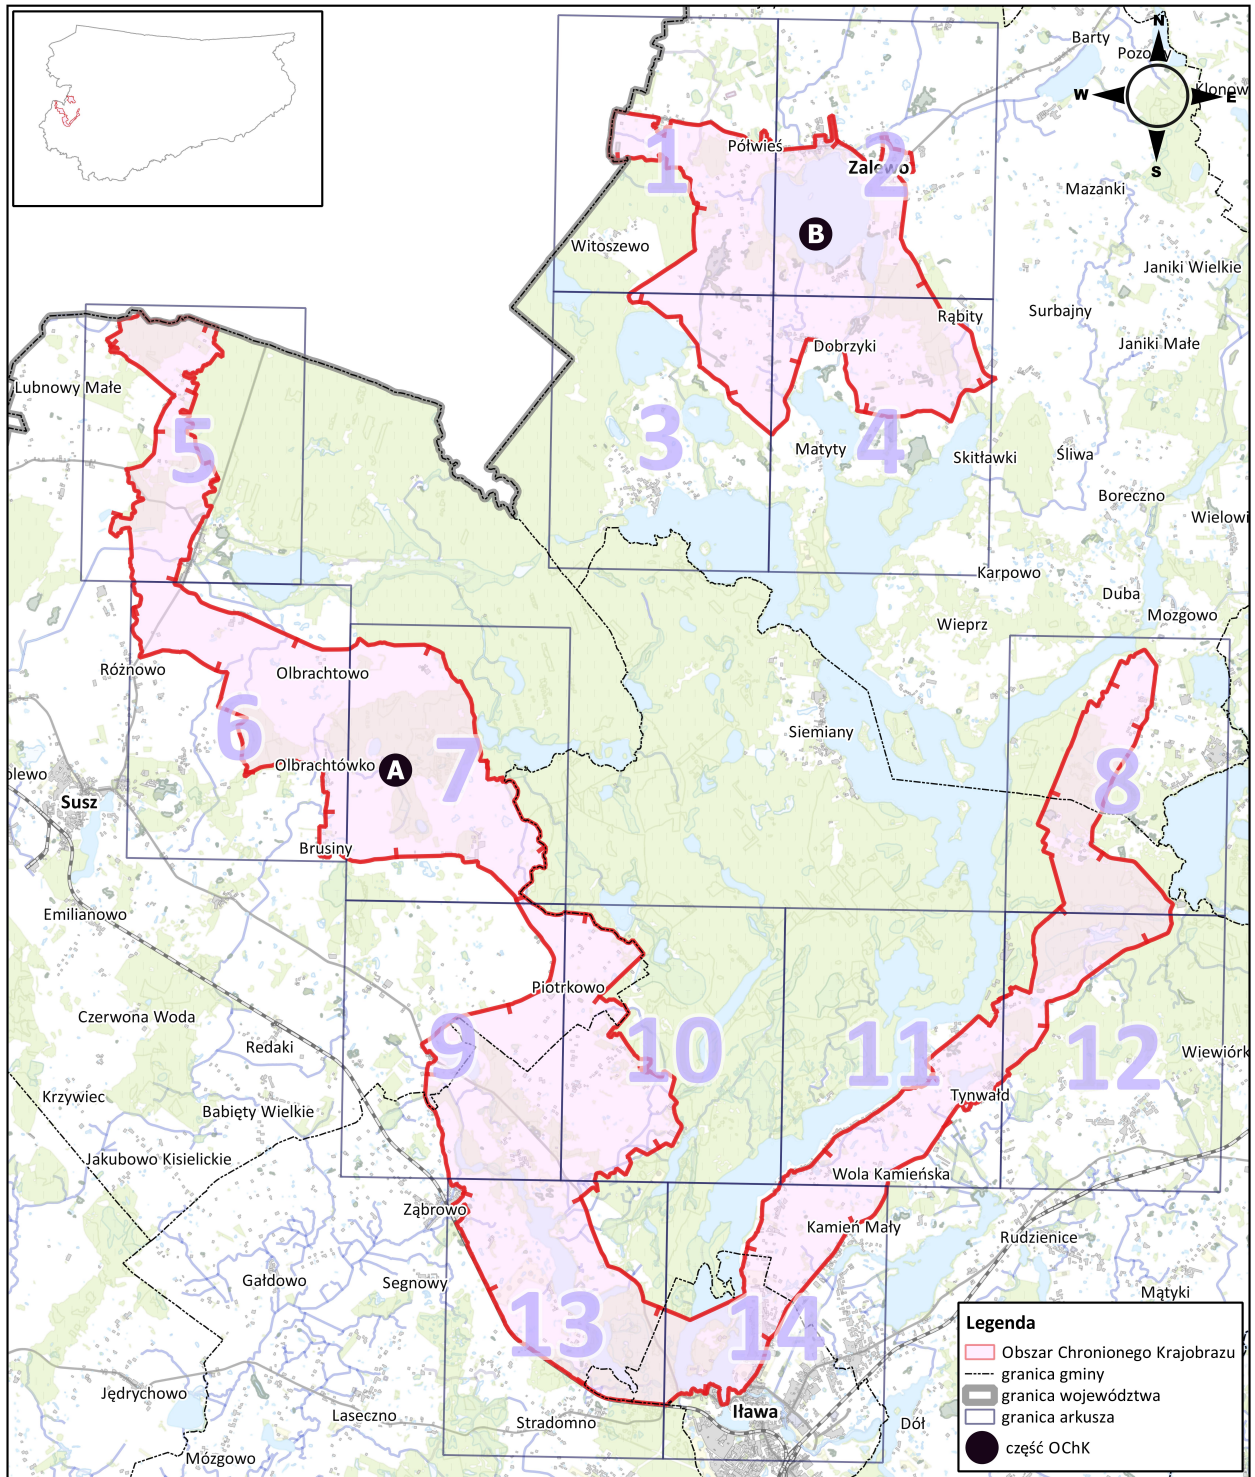 N
W
E
S
Barty
Klonow
Półwieś
Zalewo
1
2
B
Mazanki
Witoszewo
Janiki Wielkie
Rąbity
Surbajny
Dobrzyki
Janiki Małe
Lubnowy Małe
5
3
4
Matyty
Skitławki
Śliwa
Boreczno
Wielowi
Karpowo
Duba
Mozgowo
Wieprz
Różnowo
Olbrachtowo
6
7
Siemiany
Olbrachtówko
A
8
olewo
Susz
Brusiny
Emilianowo
Piotrkowo
Czerwona Woda
Redaki
9
10
11
12
Wiewiórk
Krzywiec
Babięty Wielkie
Tynwałd
Jakubowo Kisielickie
Wola Kamieńska
Ząbrowo
Kamień Mały
Rudzienice
Gałdowo
Segnowy
Mątyki
13
14
Jędrychowo
Laseczno
Stradomno
Iława
Dół
Mózgowo
Legenda
Obszar Chronionego Krajobrazu
granica gminy
granica województwa
granica arkusza
część OChK